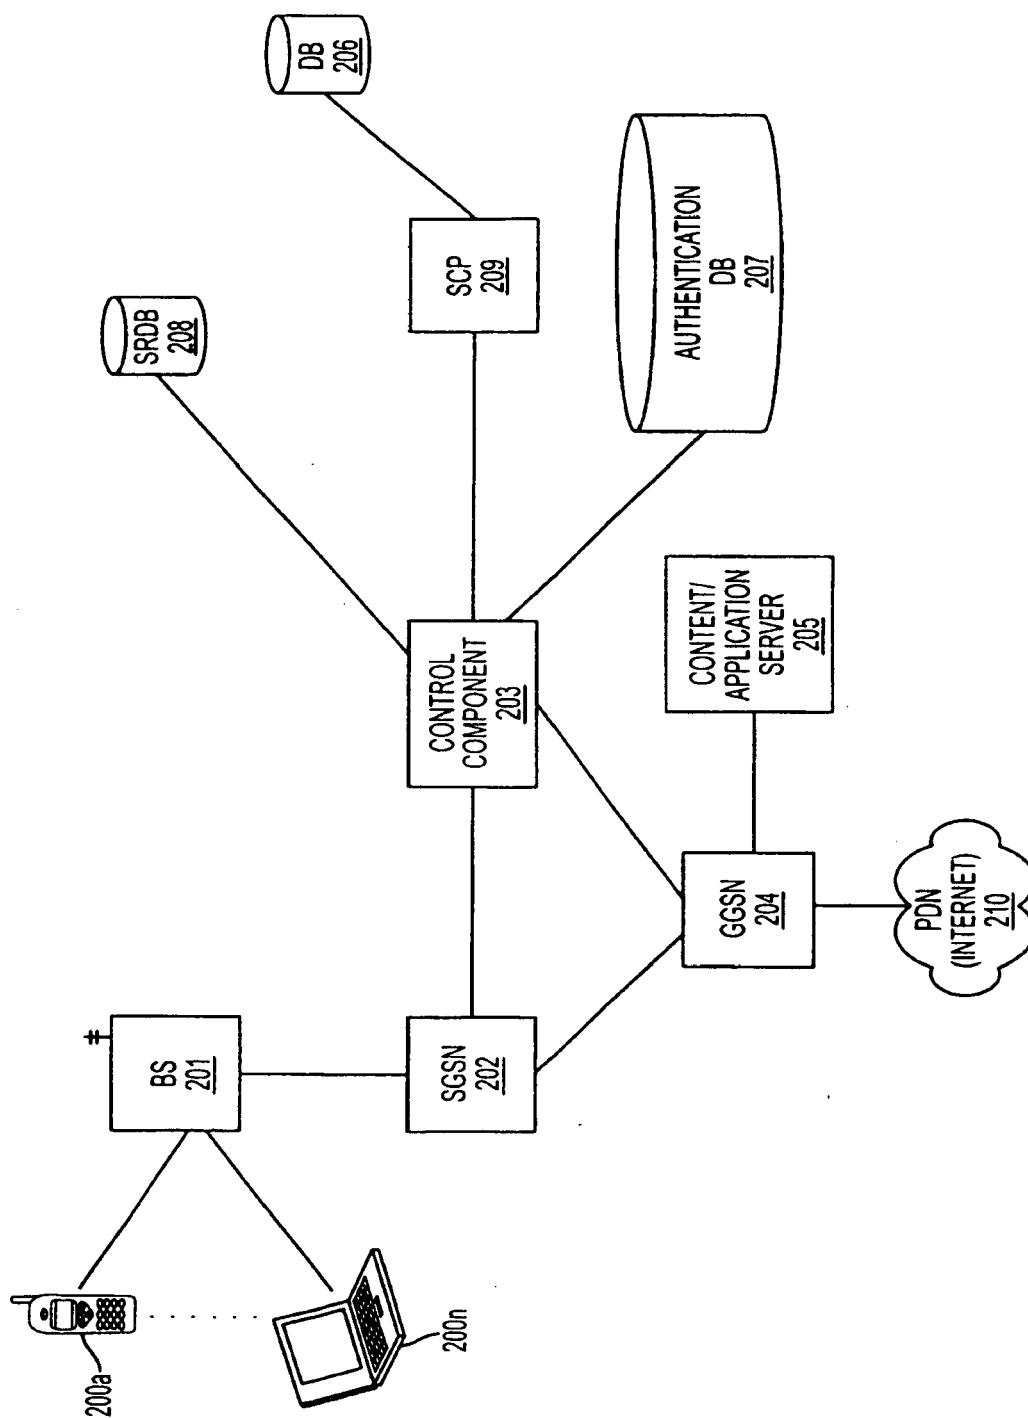 200a
200n
BS
201
SGSN
202
CONTROL
COMPONENT
203
GGSN
204
PDN
(INTERNET)
210
CONTENT/
APPLICATION
SERVER
205
SRDB
208
SCP
209
DB
206
AUTHENTICATION
DB
207